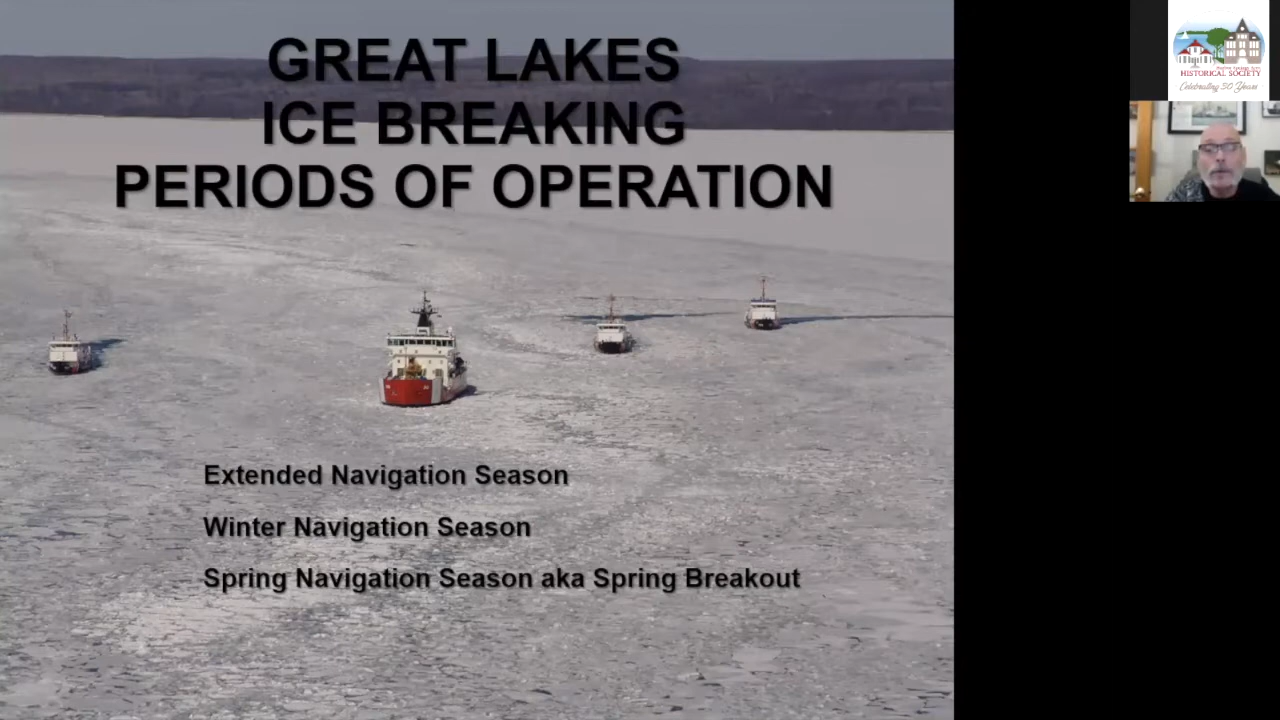 GREAT LAKES
ICE BREAKING
PERIODS OF OPERATION
Extended Navigation Season
Winter Navigation Season
Spring Navigation Season aka Spring Breakout
HISTORICAL SOCIETY
Celebrating 50 Years